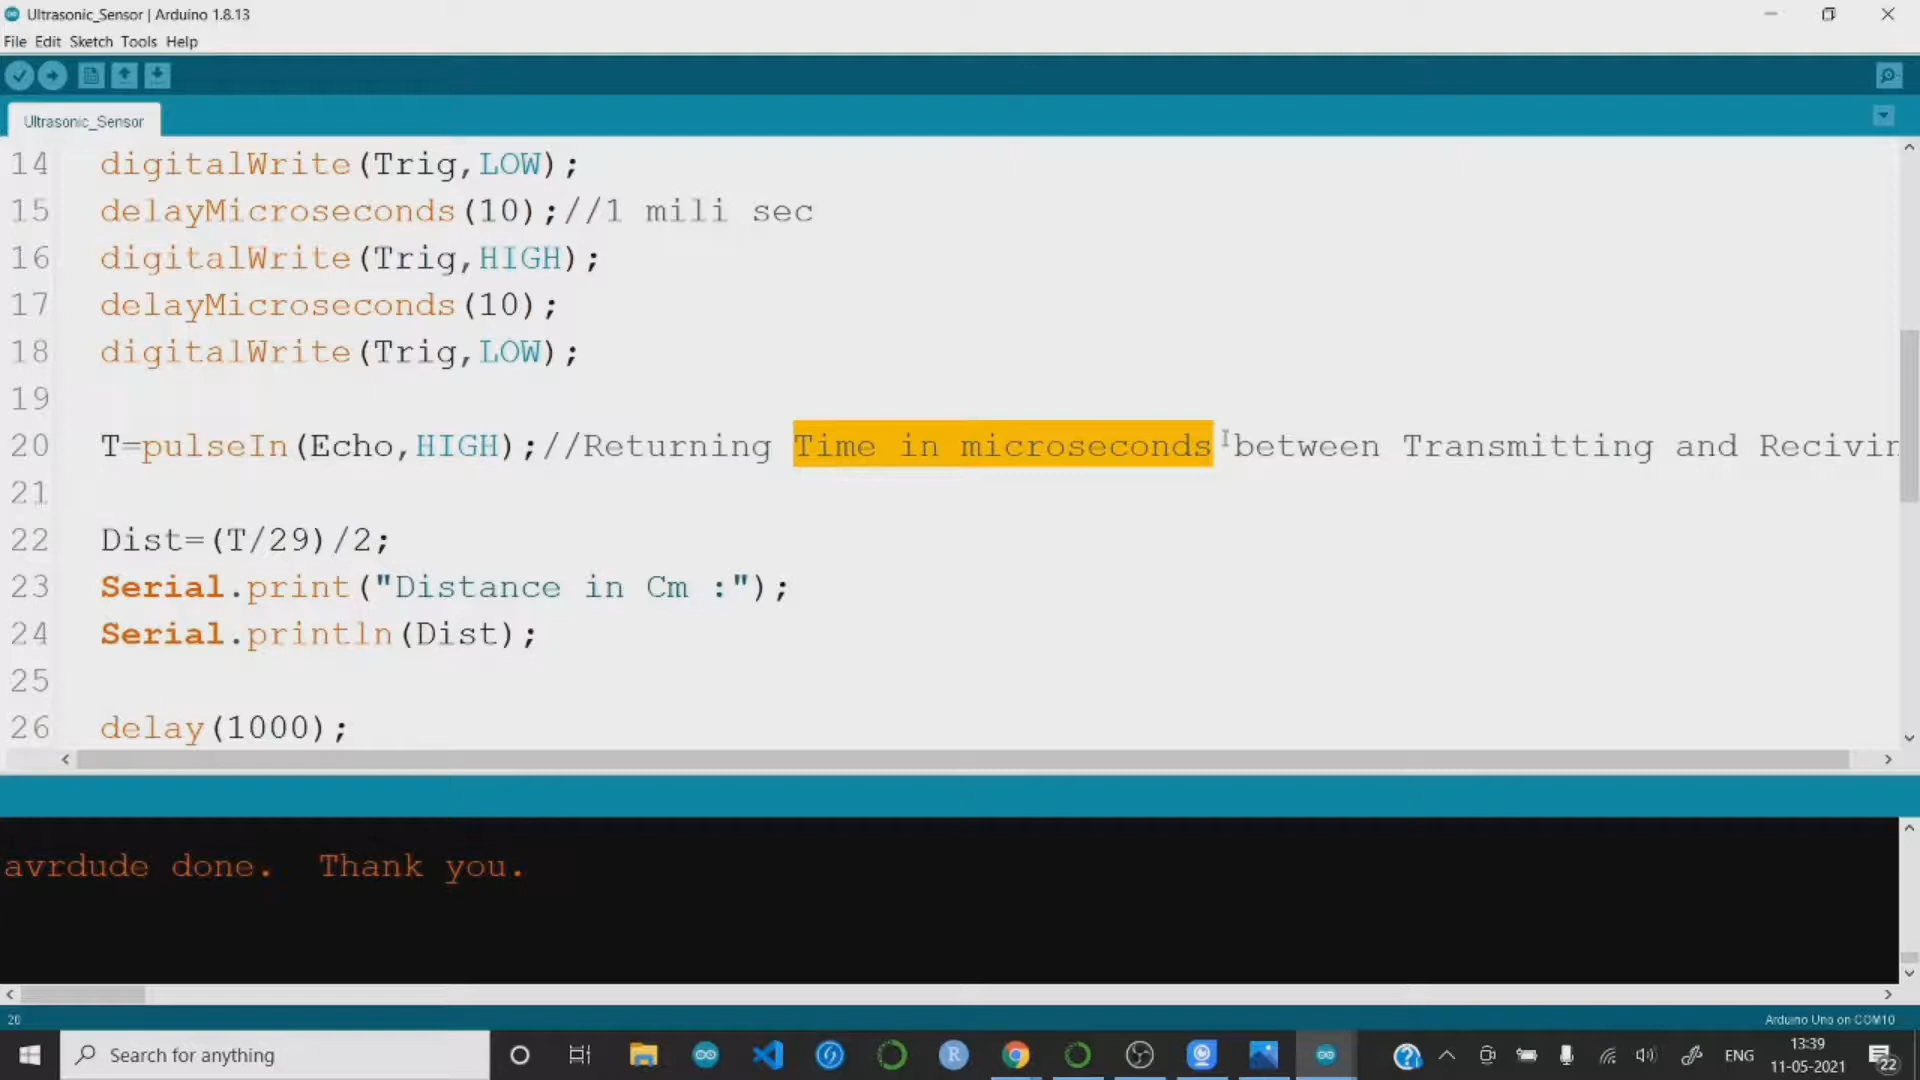 Ultrasonic_Sensor | Arduino 1.8.13
File Edit Sketch Tools Help
Ultrasonic_Sensor
14 digitalWrite(Trig,LOW);
15 delayMicroseconds(10);//1 mili sec
16 digitalWrite(Trig,HIGH);
17 delayMicroseconds(10);
18 digitalWrite(Trig,LOW);
19
20 T=pulseIn(Echo,HIGH);//Returning Time in microseconds between Transmitting and Recivin
21
22 Dist=(T/29)/2;
23 Serial.print("Distance in Cm :");
24 Serial.println(Dist);
25
26 delay(1000);
avrdude done.  Thank you.
20
Arduino Uno on COM10
Search for anything
R
ENG
13:39
11-05-2021
22